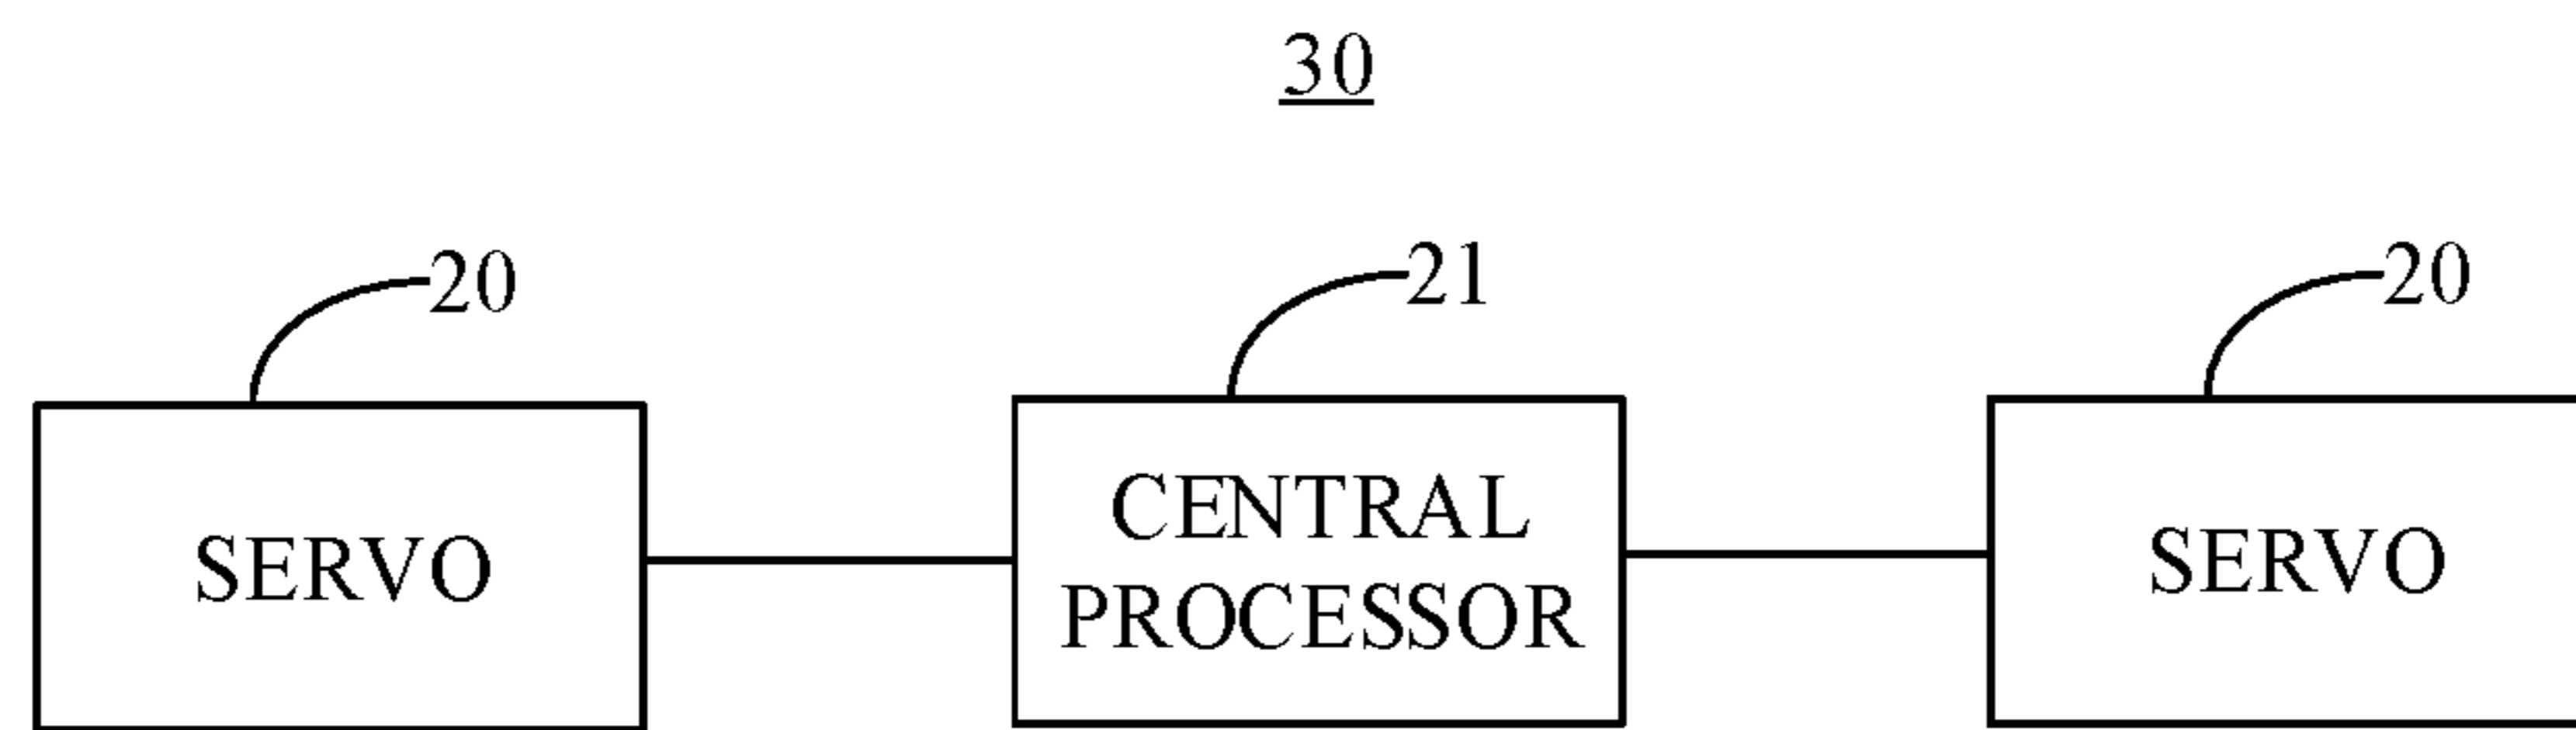 30
20
21
20
SERVO
CENTRAL
PROCESSOR
SERVO